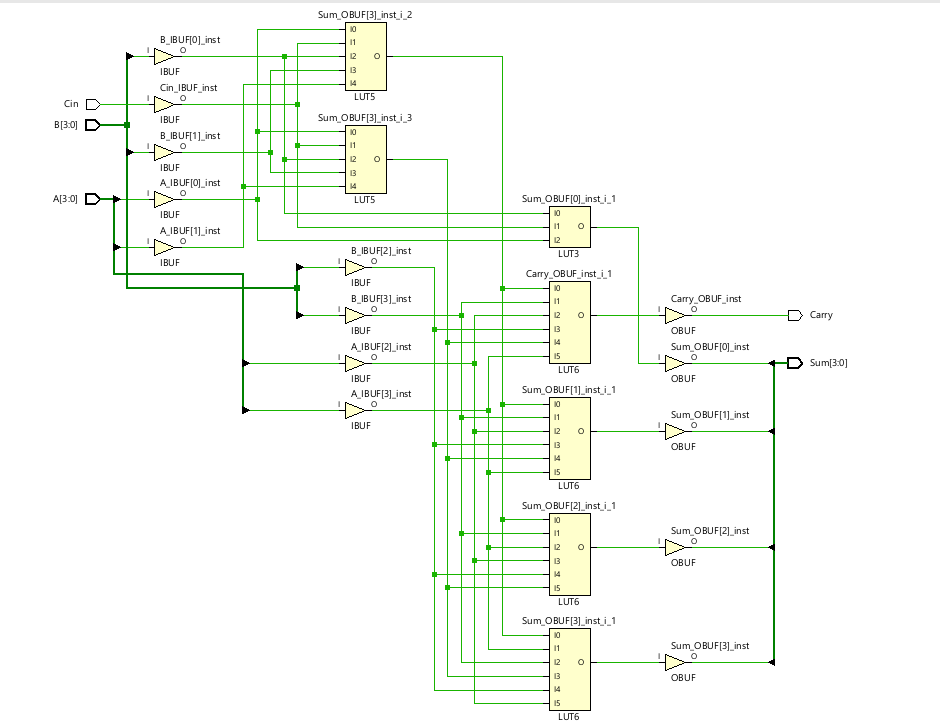 Sum_OBUF[3]_inst_i_2
I0
I1
I2
I3
I4
O
LUT5
B_IBUF[0]_inst
I
O
IBUF
Cin
Cin_IBUF_inst
I
O
IBUF
B[3:0]
Sum_OBUF[3]_inst_i_3
I0
I1
I2
I3
I4
O
LUT5
B_IBUF[1]_inst
I
O
IBUF
A[3:0]
A_IBUF[0]_inst
I
O
IBUF
A_IBUF[1]_inst
I
O
IBUF
Sum_OBUF[0]_inst_i_1
I0
I1
I2
O
LUT3
B_IBUF[2]_inst
I
O
IBUF
B_IBUF[3]_inst
I
O
IBUF
A_IBUF[2]_inst
I
O
IBUF
A_IBUF[3]_inst
I
O
IBUF
Carry_OBUF_inst_i_1
I0
I1
I2
I3
I4
I5
O
LUT6
Carry_OBUF_inst
I
O
OBUF
Carry
Sum_OBUF[0]_inst
I
O
OBUF
Sum[3:0]
Sum_OBUF[1]_inst_i_1
I0
I1
I2
I3
I4
I5
O
LUT6
Sum_OBUF[1]_inst
I
O
OBUF
Sum_OBUF[2]_inst_i_1
I0
I1
I2
I3
I4
I5
O
LUT6
Sum_OBUF[2]_inst
I
O
OBUF
Sum_OBUF[3]_inst_i_1
I0
I1
I2
I3
I4
I5
O
LUT6
Sum_OBUF[3]_inst
I
O
OBUF